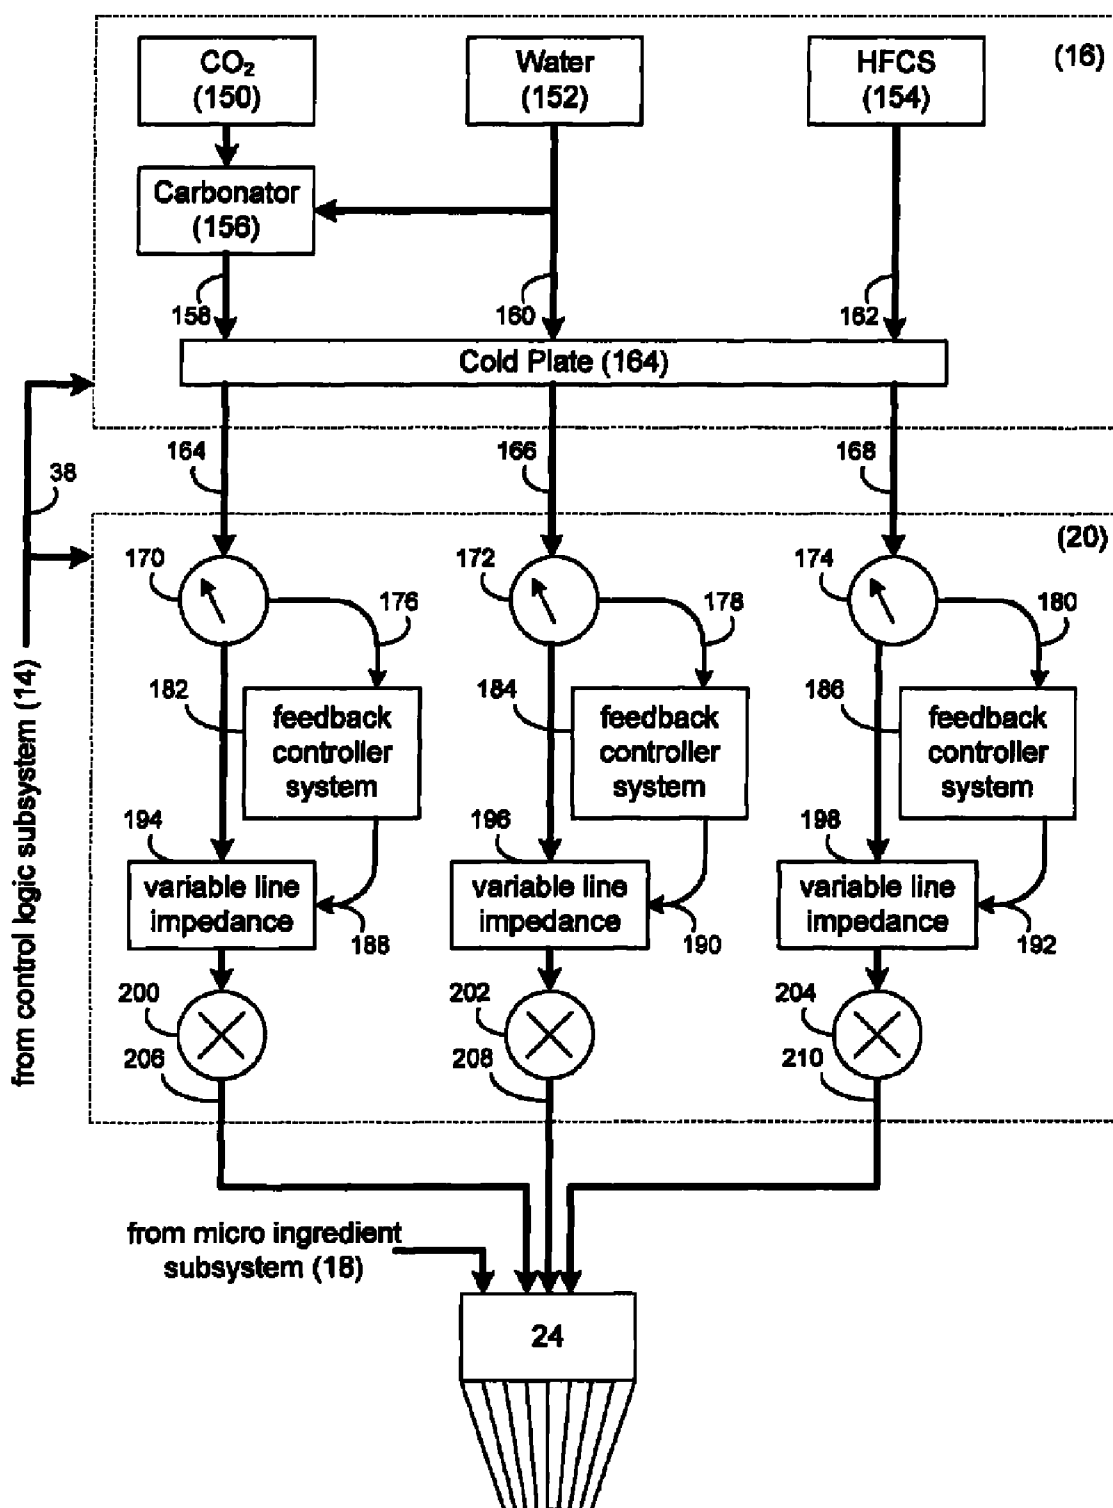 CO₂
(150)
Water
(152)
HFCS
(154)
(16)
Carbonator
(156)
158
160
162
Cold Plate (164)
164
166
168
38
(20)
170
172
174
176
178
180
182
184
186
feedback
controller
system
feedback
controller
system
feedback
controller
system
from control logic subsystem (14)
194
196
198
variable line
impedance
variable line
impedance
variable line
impedance
188
190
192
200
202
204
206
208
210
from micro ingredient
subsystem (18)
24